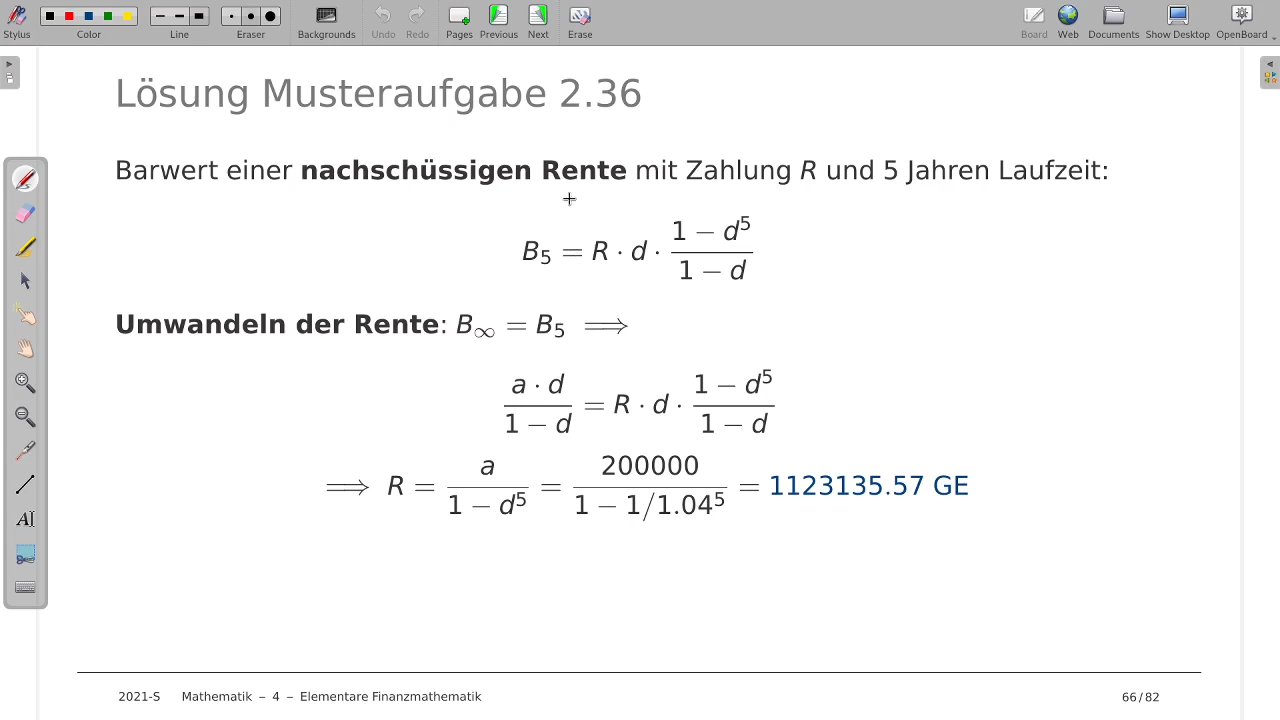 Stylus Color Line Eraser Backgrounds Undo Redo Pages Previous Next Erase Board Web Documents Show Desktop OpenBoard
Lösung Musteraufgabe 2.36
Barwert einer nachschüssigen Rente mit Zahlung R und 5 Jahren Laufzeit:
B₅ = R · d · (1 − d⁵)/(1 − d)
Umwandeln der Rente: B∞ = B₅ ⟹
(a · d)/(1 − d) = R · d · (1 − d⁵)/(1 − d)
⟹ R = a/(1 − d⁵) = 200000/(1 − 1/1.04⁵) = 1123135.57 GE
2021-S Mathematik – 4 – Elementare Finanzmathematik 66/82